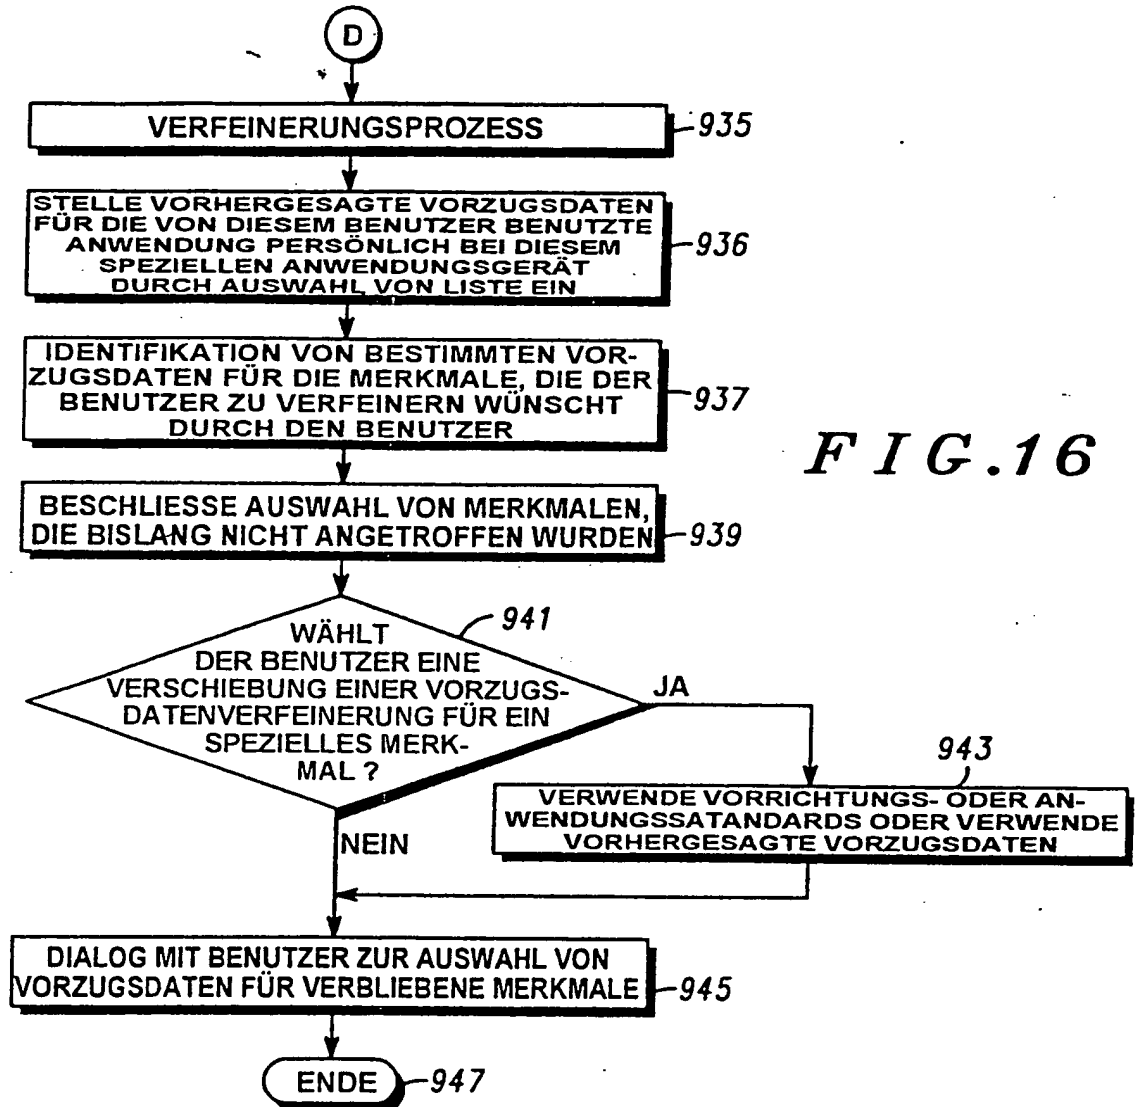 D
VERFEINERUNGSPROZESS
935
STELLE VORHERGESAGTE VORZUGSDATEN
FÜR DIE VON DIESEM BENUTZER BENUTZTE
ANWENDUNG PERSÖNLICH BEI DIESEM
SPEZIELLEN ANWENDUNGSGERÄT
DURCH AUSWAHL VON LISTE EIN
936
IDENTIFIKATION VON BESTIMMTEN VOR-
ZUGSDATEN FÜR DIE MERKMALE, DIE DER
BENUTZER ZU VERFEINERN WÜNSCHT
DURCH DEN BENUTZER
937
FIG.16
BESCHLIESSE AUSWAHL VON MERKMALEN,
DIE BISLANG NICHT ANGETROFFEN WURDEN
939
941
WÄHLT
DER BENUTZER EINE
VERSCHIEBUNG EINER VORZUGS-
DATENVERFEINERUNG FÜR EIN
SPEZIELLES MERK-
MAL ?
JA
943
VERWENDE VORRICHTUNGS- ODER AN-
WENDUNGSSATANDARDS ODER VERWENDE
VORHERGESAGTE VORZUGSDATEN
NEIN
DIALOG MIT BENUTZER ZUR AUSWAHL VON
VORZUGSDATEN FÜR VERBLIEBENE MERKMALE
945
ENDE
947